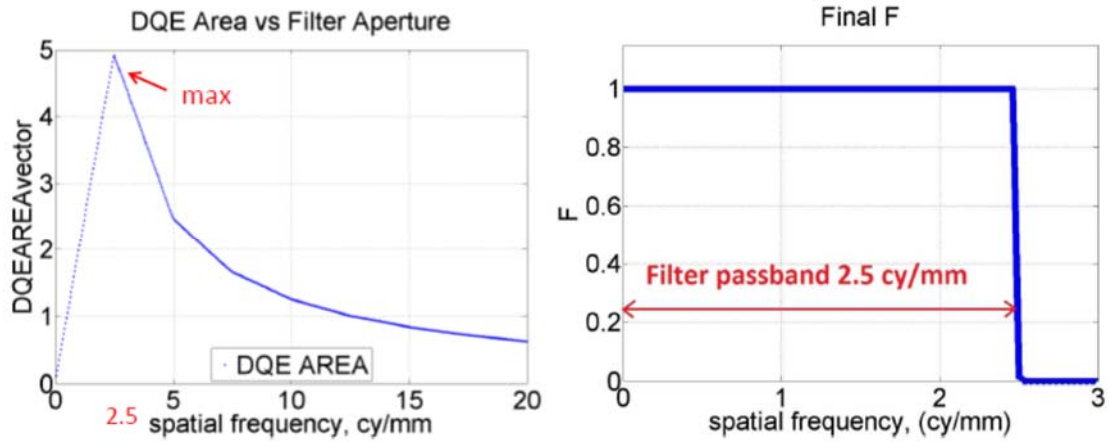 DQE Area vs Filter Aperture
5
4
3
2
1
0
DQEAREAvector
max
DQE AREA
0
5
10
15
20
2.5
spatial frequency, cy/mm
Final F
1
0.8
0.6
0.4
0.2
0
F
Filter passband 2.5 cy/mm
0
1
2
3
spatial frequency, (cy/mm)